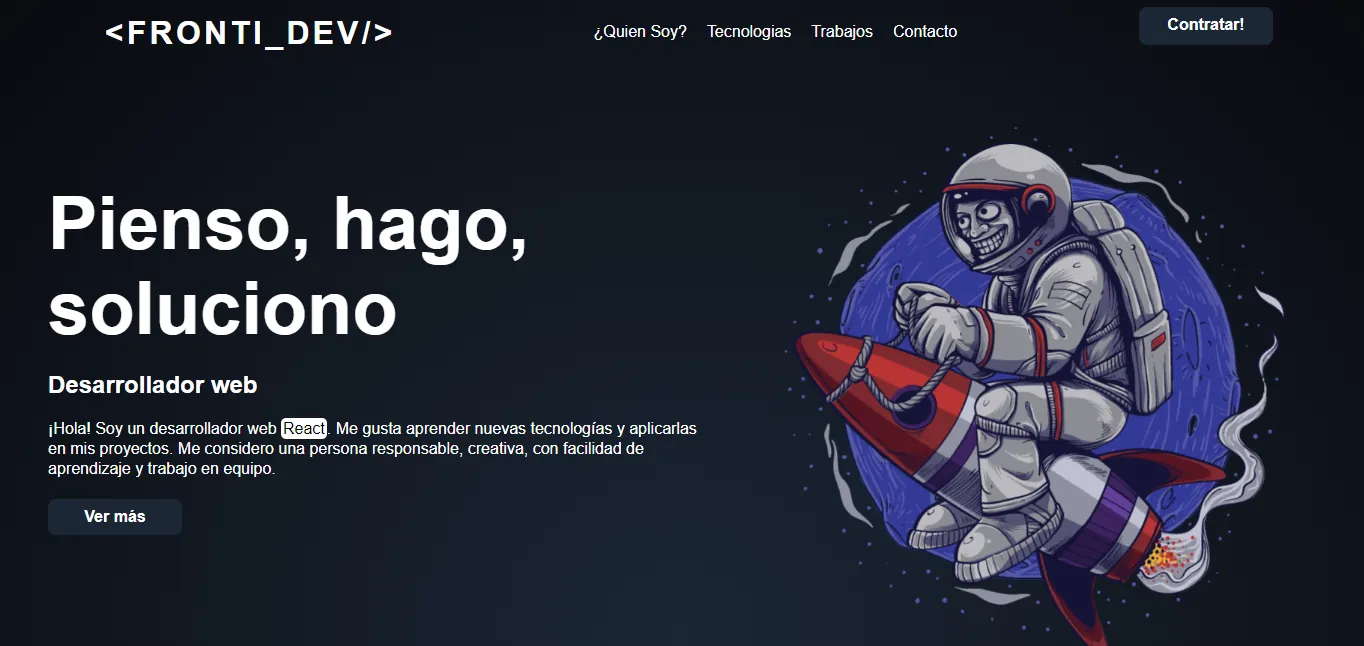 <FRONTI_DEV/>
¿Quien Soy? Tecnologias Trabajos Contacto
Contratar!
Pienso, hago,
soluciono
Desarrollador web
¡Hola! Soy un desarrollador web React. Me gusta aprender nuevas tecnologías y aplicarlas
en mis proyectos. Me considero una persona responsable, creativa, con facilidad de
aprendizaje y trabajo en equipo.
Ver más